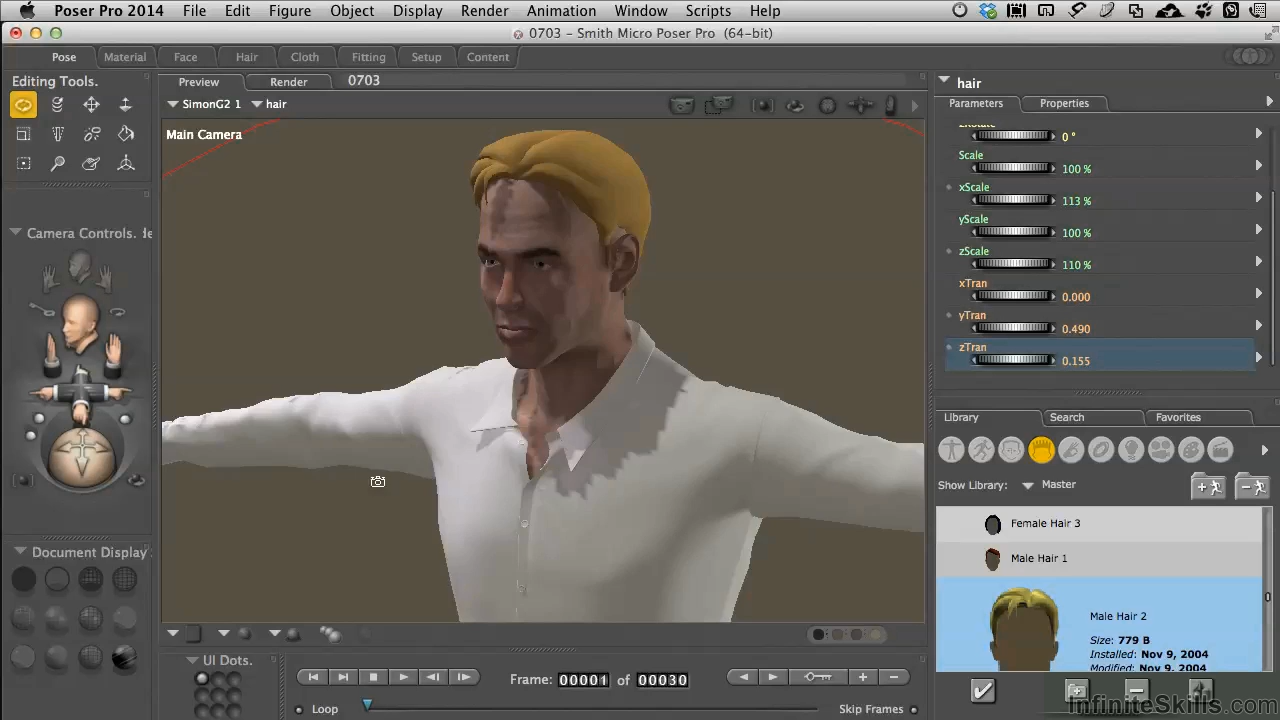 Poser Pro 2014 File Edit Figure Object Display Render Animation Window Scripts Help
0703 - Smith Micro Poser Pro (64-bit)
Pose Material Face Hair Cloth Fitting Setup Content
Editing Tools.
Preview Render 0703
SimonG2 1 hair
Main Camera
Camera Controls.
Document Display
UI Dots.
Loop
Frame: 00001 of 00030
Skip Frames
hair
Parameters Properties
0 °
Scale
100 %
xScale
113 %
yScale
100 %
zScale
110 %
xTran
0.000
yTran
0.490
zTran
0.155
Library Search Favorites
Show Library: Master
Female Hair 3
Male Hair 1
Male Hair 2
Size: 779 B
Installed: Nov 9, 2004
Modified: Nov 9, 2004
InfiniteSkills.com